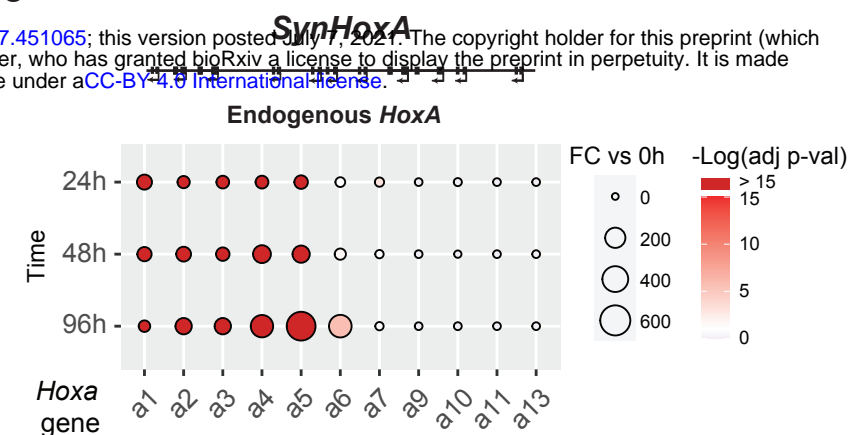 SynHoxA
7.451065; this version posted July 7, 2021. The copyright holder for this preprint (which
er, who has granted bioRxiv a license to display the preprint in perpetuity. It is made
e under aCC-BY 4.0 International license.
Endogenous HoxA
FC vs 0h
0
200
400
600
-Log(adj p-val)
> 15
15
10
5
0
Time
24h
48h
96h
Hoxa
gene
a1 a2 a3 a4 a5 a6 a7 a9 a10 a11 a13